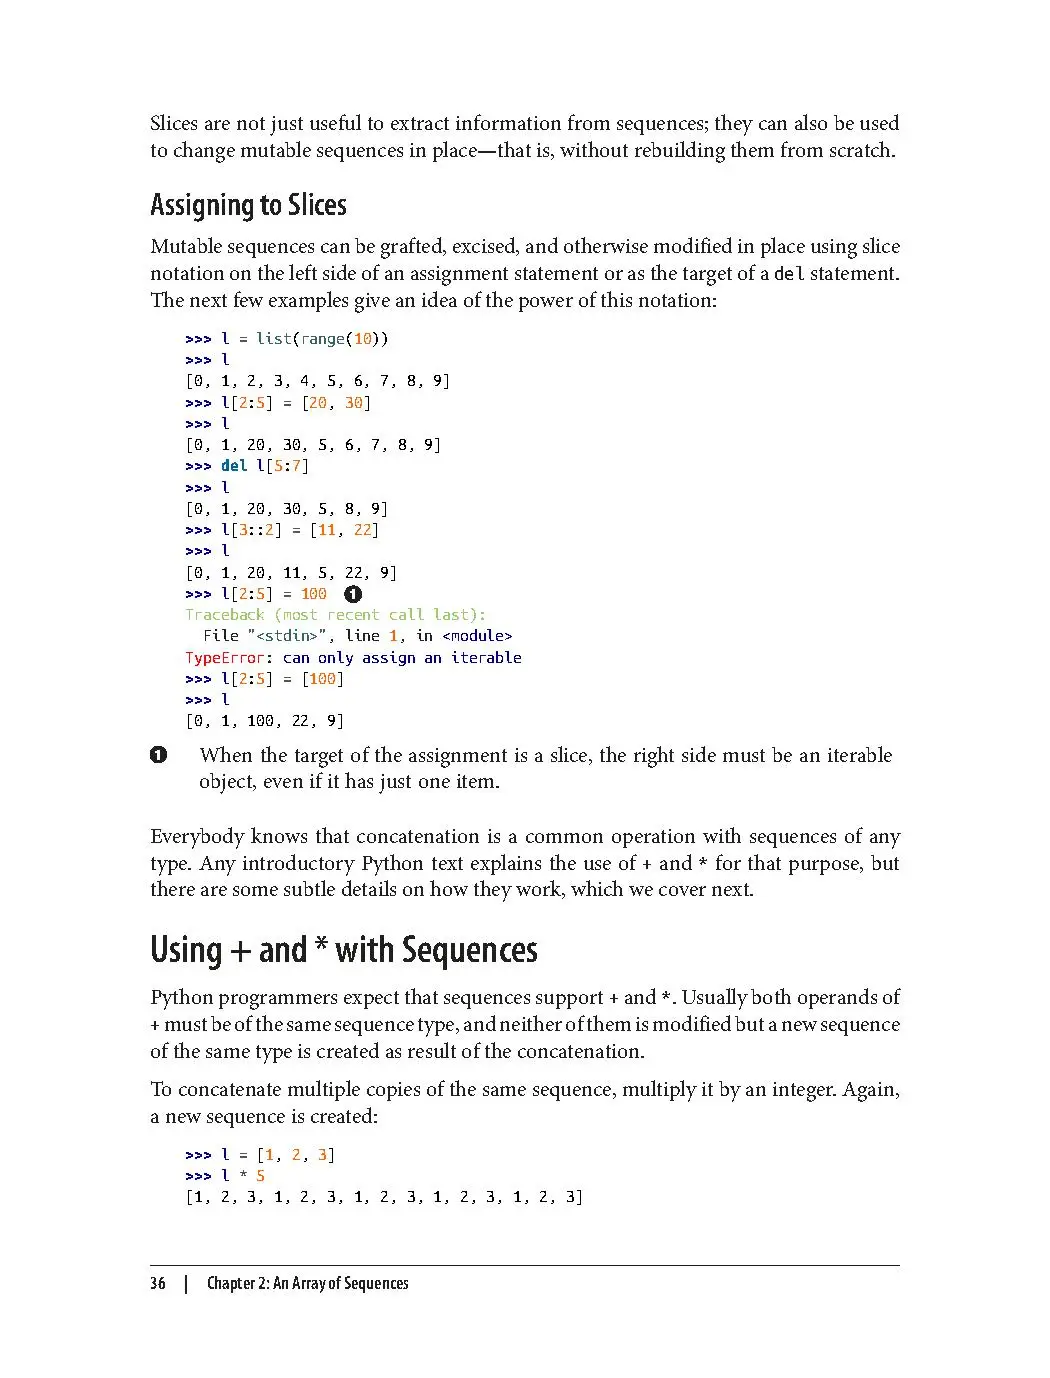 Slices are not just useful to extract information from sequences; they can also be used
to change mutable sequences in place—that is, without rebuilding them from scratch.
Assigning to Slices
Mutable sequences can be grafted, excised, and otherwise modified in place using slice
notation on the left side of an assignment statement or as the target of a del statement.
The next few examples give an idea of the power of this notation:
>>> l = list(range(10))
>>> l
[0, 1, 2, 3, 4, 5, 6, 7, 8, 9]
>>> l[2:5] = [20, 30]
>>> l
[0, 1, 20, 30, 5, 6, 7, 8, 9]
>>> del l[5:7]
>>> l
[0, 1, 20, 30, 5, 8, 9]
>>> l[3::2] = [11, 22]
>>> l
[0, 1, 20, 11, 5, 22, 9]
>>> l[2:5] = 100 ❶
Traceback (most recent call last):
  File "<stdin>", line 1, in <module>
TypeError: can only assign an iterable
>>> l[2:5] = [100]
>>> l
[0, 1, 100, 22, 9]
❶ When the target of the assignment is a slice, the right side must be an iterable
object, even if it has just one item.
Everybody knows that concatenation is a common operation with sequences of any
type. Any introductory Python text explains the use of + and * for that purpose, but
there are some subtle details on how they work, which we cover next.
Using + and * with Sequences
Python programmers expect that sequences support + and *. Usually both operands of
+ must be of the same sequence type, and neither of them is modified but a new sequence
of the same type is created as result of the concatenation.
To concatenate multiple copies of the same sequence, multiply it by an integer. Again,
a new sequence is created:
>>> l = [1, 2, 3]
>>> l * 5
[1, 2, 3, 1, 2, 3, 1, 2, 3, 1, 2, 3, 1, 2, 3]
36 | Chapter 2: An Array of Sequences